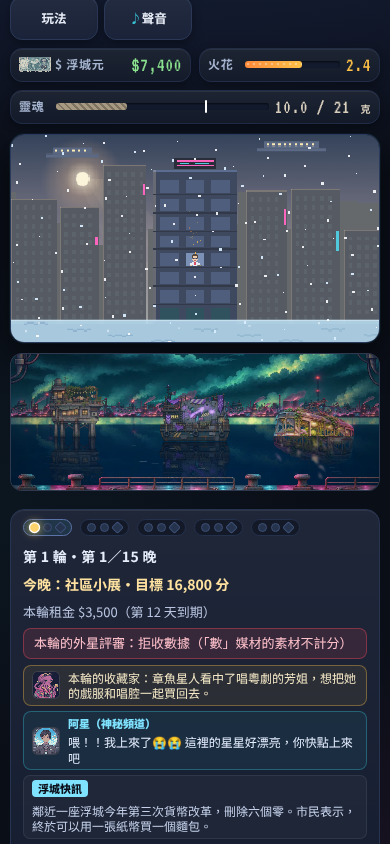 玩法
♪聲音
$ 浮城元 $7,400
火花 2.4
靈魂 10.0 / 21 克
第 1 輪・第 1／15 晚
今晚：社區小展・目標 16,800 分
本輪租金 $3,500（第 12 天到期）
本輪的外星評審：拒收數據（「數」媒材的素材不計分）
本輪的收藏家：章魚星人看中了唱粵劇的芳姐，想把她
的戲服和唱腔一起買回去。
阿星（神秘頻道）
喂！！我上來了😭😭 這裡的星星好漂亮，你快點上來
吧
浮城快訊
鄰近一座浮城今年第三次貨幣改革，刪除六個零。市民表示，
終於可以用一張紙幣買一個麵包。